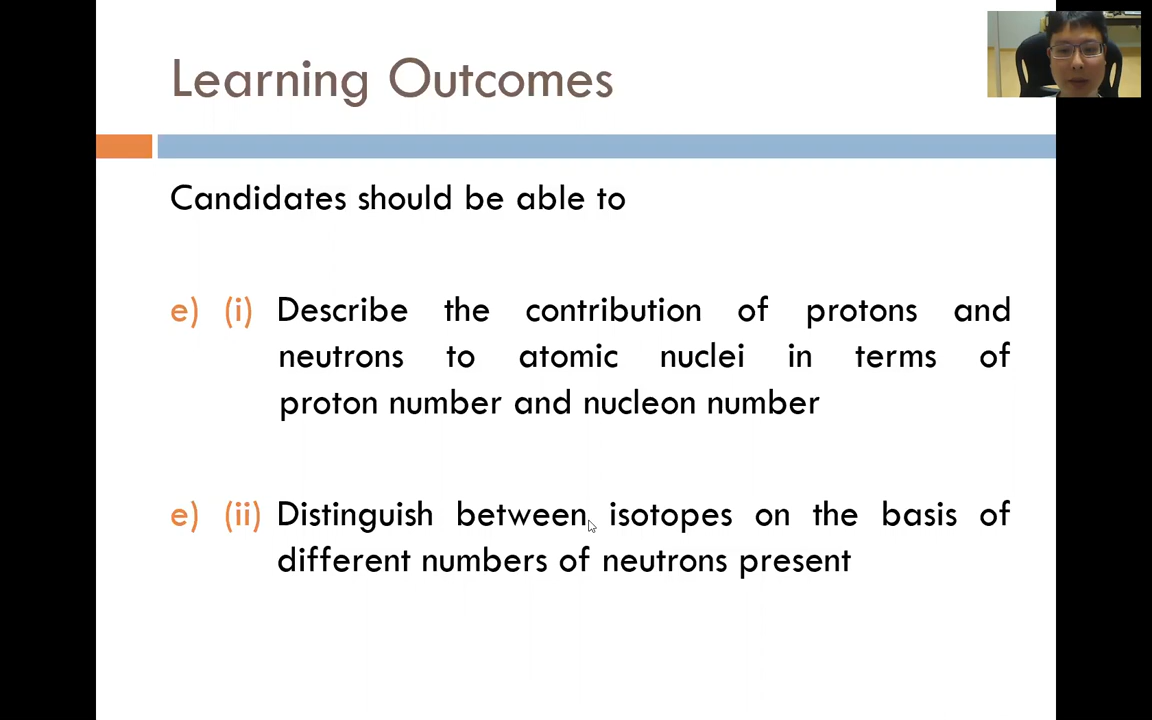 Learning Outcomes
Candidates should be able to
e) (i) Describe the contribution of protons and
neutrons to atomic nuclei in terms of
proton number and nucleon number
e) (ii) Distinguish between isotopes on the basis of
different numbers of neutrons present